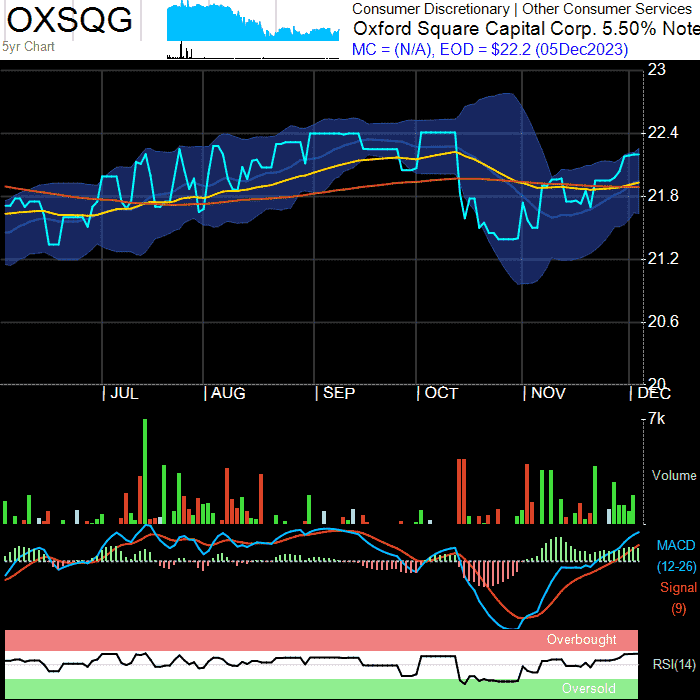 OXSQG
5yr Chart
Consumer Discretionary | Other Consumer Services
Oxford Square Capital Corp. 5.50% Note
MC = (N/A), EOD = $22.2 (05Dec2023)
23
22.4
21.8
21.2
20.6
20
JUL
AUG
SEP
OCT
NOV
DEC
7k
Volume
MACD
(12-26)
Signal
(9)
Overbought
RSI(14)
Oversold